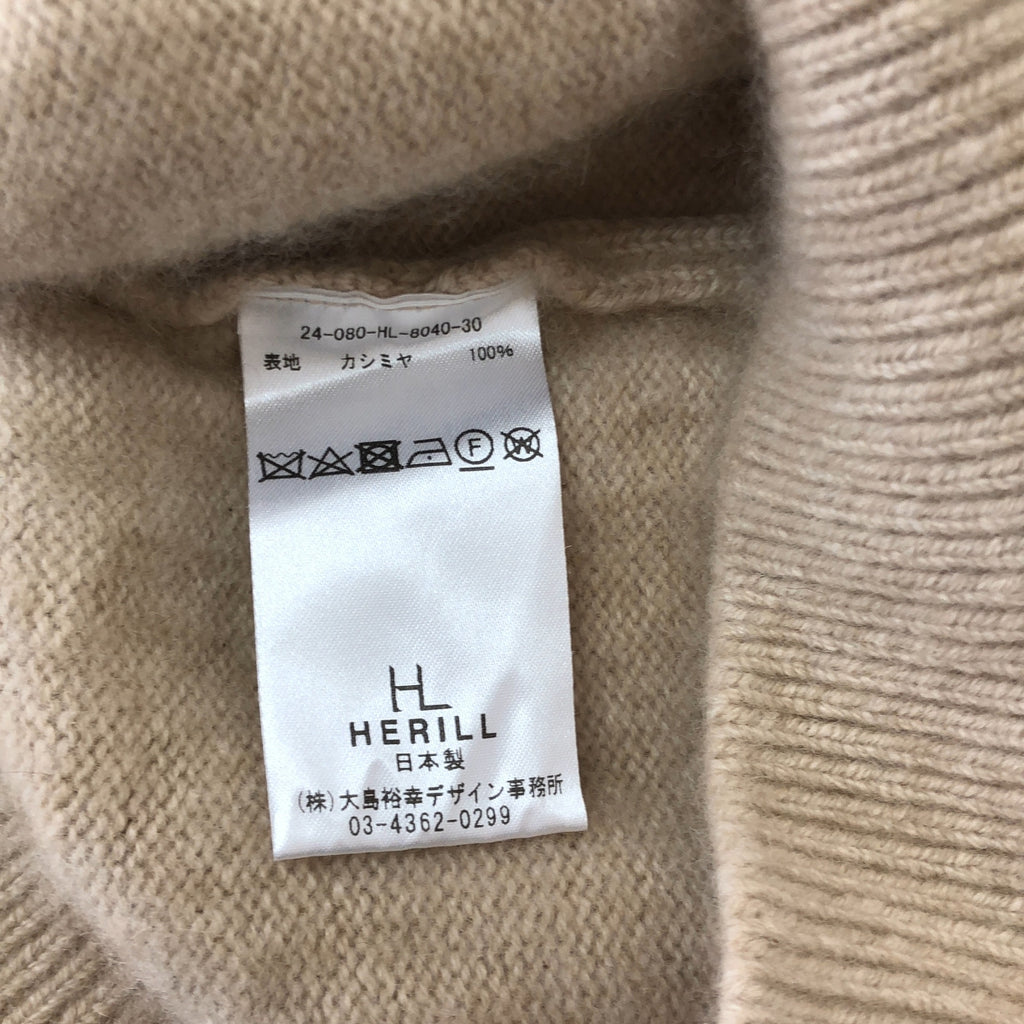 24-080-HL-8040-30
表地 カシミヤ 100%
F W
HL
HERILL
日本製
(株)大島裕幸デザイン事務所
03-4362-0299